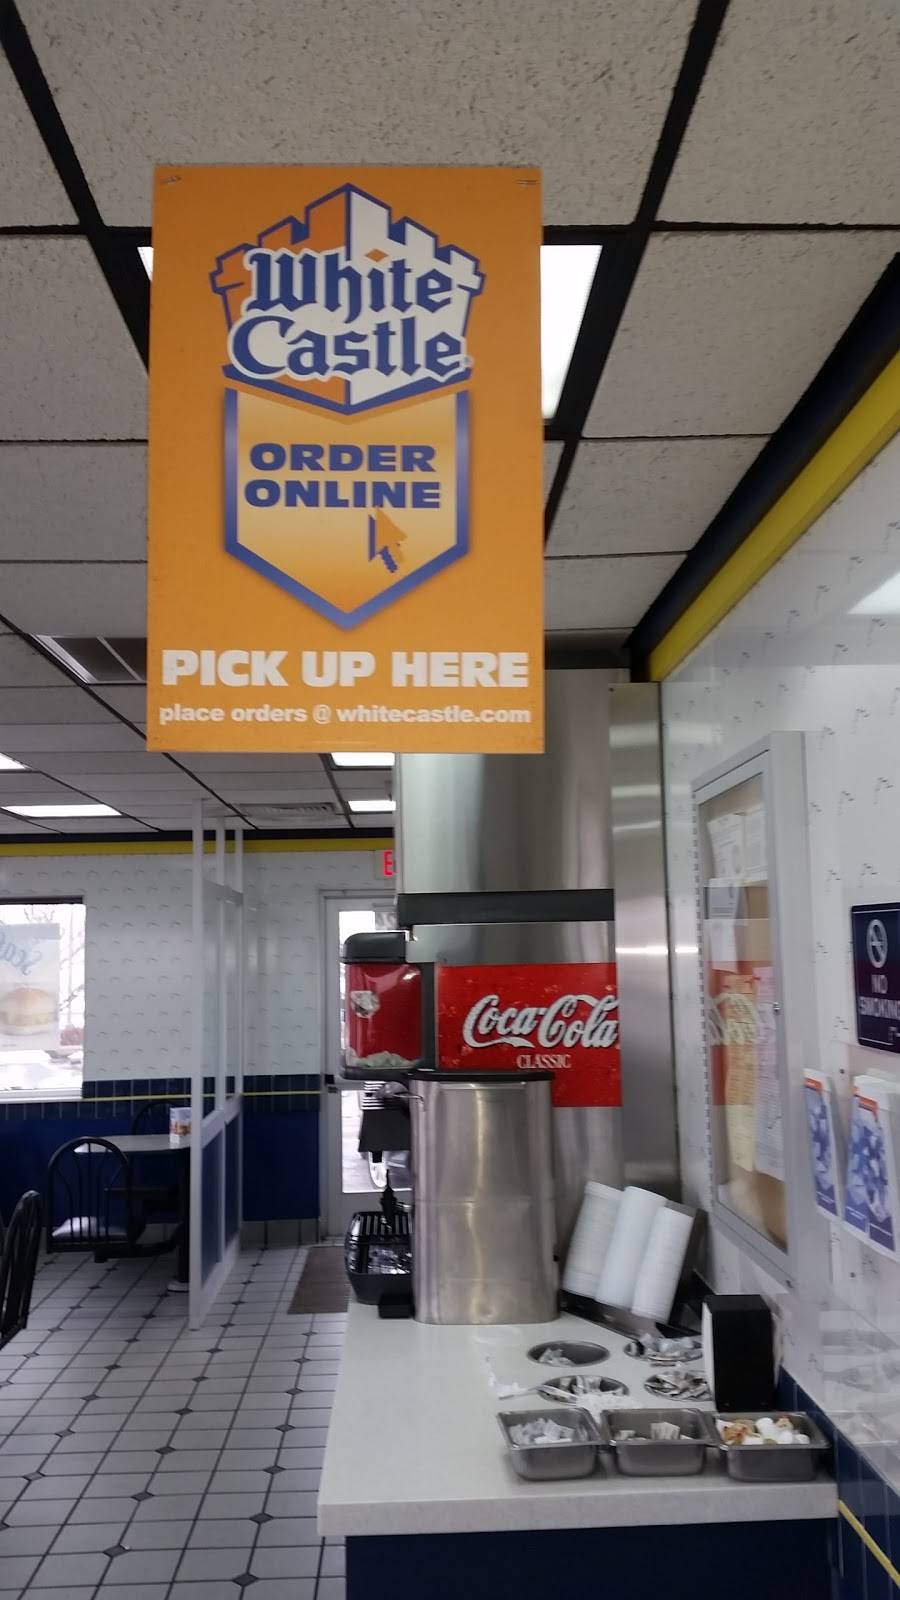 White
Castle
ORDER
ONLINE
PICK UP HERE
place orders @ whitecastle.com
E
Coca-Cola
CLASSIC
NO
SMOKING